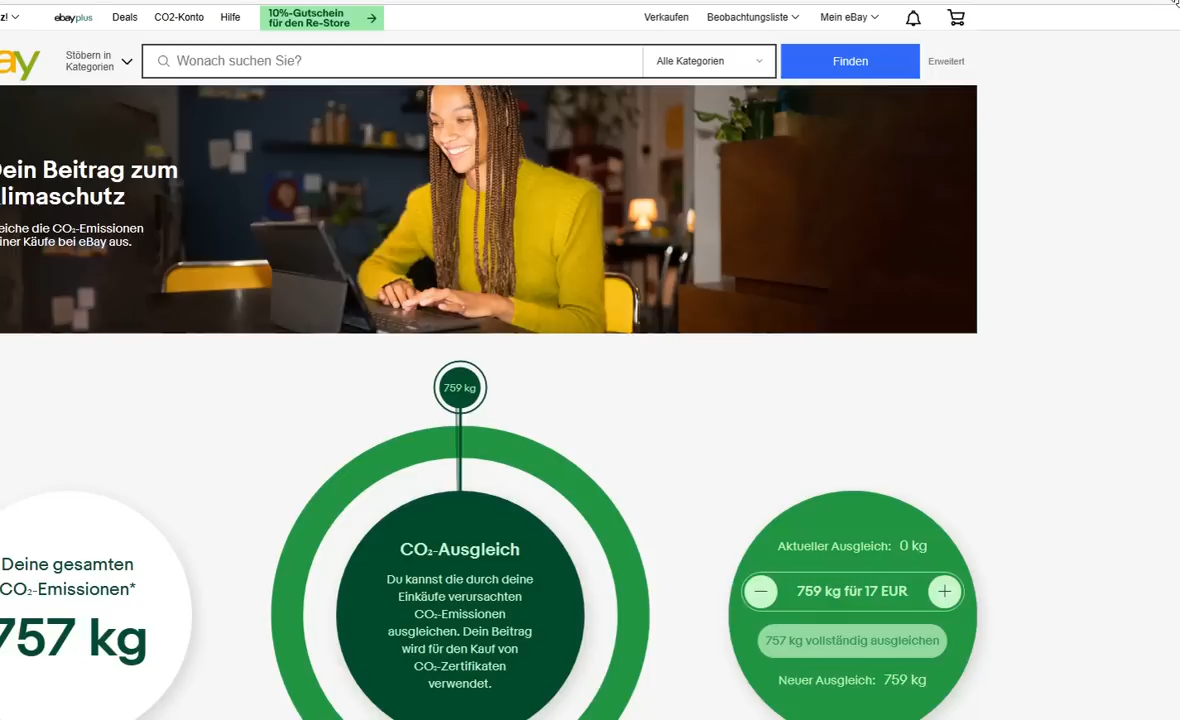 z!
ebay plus
Deals
CO2-Konto
Hilfe
10%-Gutschein
für den Re-Store
Verkaufen
Beobachtungsliste
Mein eBay
ay
Stöbern in
Kategorien
Wonach suchen Sie?
Alle Kategorien
Finden
Erweitert
ein Beitrag zum
limaschutz
eiche die CO₂-Emissionen
iner Käufe bei eBay aus.
759 kg
Deine gesamten
CO₂-Emissionen*
757 kg
CO₂-Ausgleich
Du kannst die durch deine
Einkäufe verursachten
CO₂-Emissionen
ausgleichen. Dein Beitrag
wird für den Kauf von
CO₂-Zertifikaten
verwendet.
Aktueller Ausgleich: 0 kg
759 kg für 17 EUR
757 kg vollständig ausgleichen
Neuer Ausgleich: 759 kg